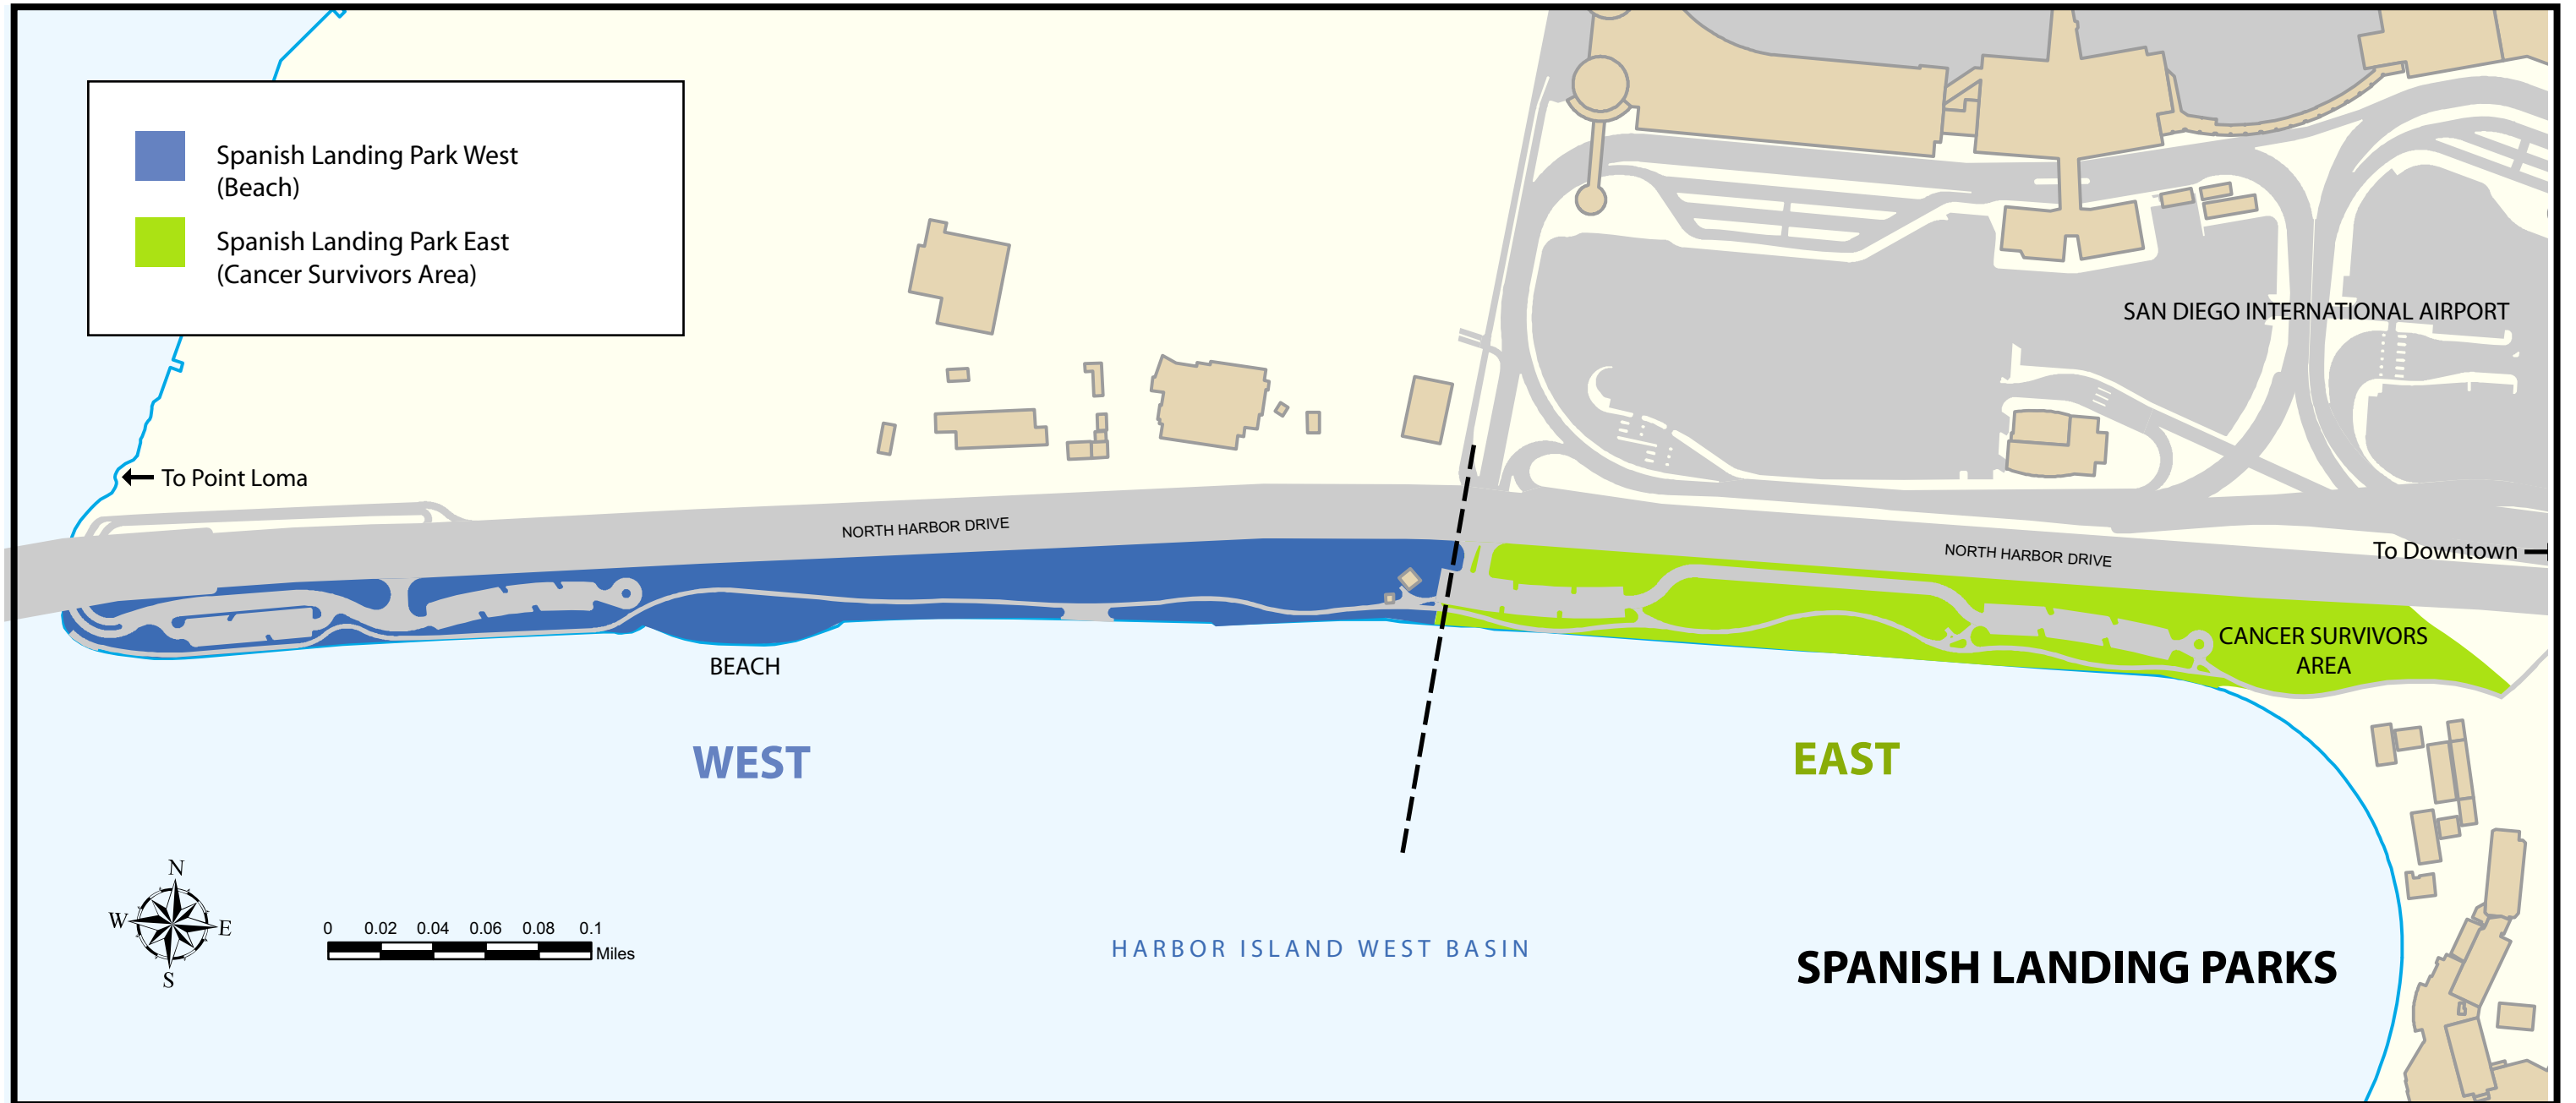 Spanish Landing Park West
(Beach)
Spanish Landing Park East
(Cancer Survivors Area)
SAN DIEGO INTERNATIONAL AIRPORT
To Point Loma
NORTH HARBOR DRIVE
NORTH HARBOR DRIVE
To Downtown
CANCER SURVIVORS
AREA
BEACH
WEST
EAST
N
W E
S
0 0.02 0.04 0.06 0.08 0.1
Miles
HARBOR ISLAND WEST BASIN
SPANISH LANDING PARKS